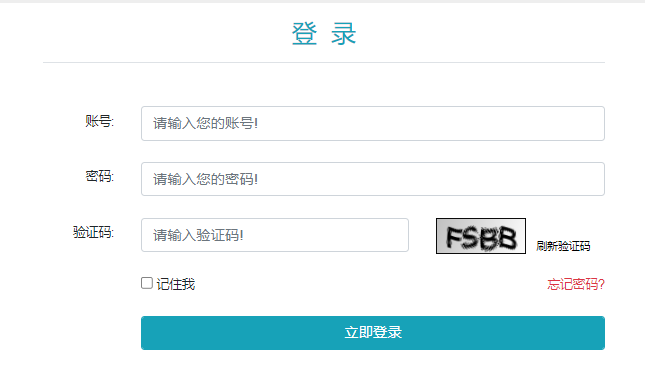 登 录
账号:
请输入您的账号!
密码:
请输入您的密码!
验证码:
请输入验证码!
FSBB
刷新验证码
记住我
忘记密码?
立即登录